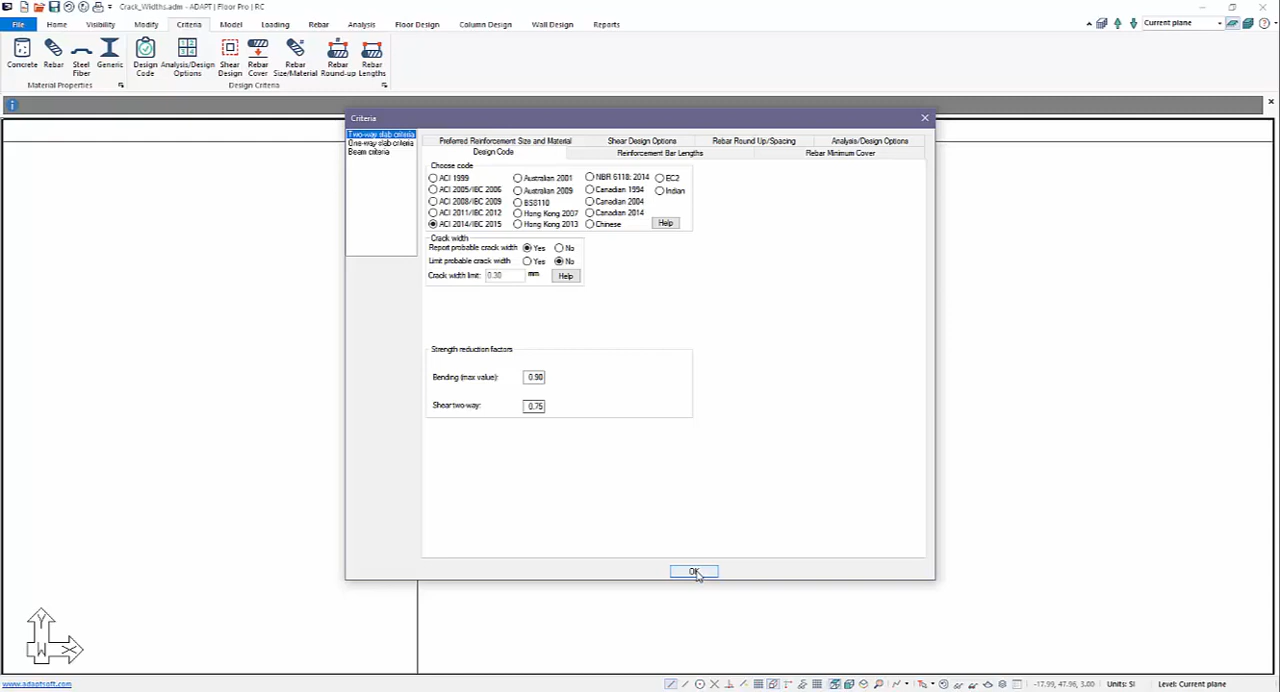 Crack_Widths.adm - ADAPT | Floor Pro | RC
File Home Visibility Modify Criteria Model Loading Rebar Analysis Floor Design Column Design Wall Design Reports Current plane
Concrete Rebar Steel Fiber Generic Design Code Analysis/Design Options Shear Design Rebar Cover Rebar Size/Material Rebar Round-up Rebar Lengths
Material Properties Design Criteria
Criteria
Two-way slab criteria
One-way slab criteria
Beam criteria
Preferred Reinforcement Size and Material Shear Design Options Rebar Round Up/Spacing Analysis/Design Options
Design Code Reinforcement Bar Lengths Rebar Minimum Cover
Choose code
ACI 1999 Australian 2001 NBR 6118: 2014 EC2
ACI 2005/IBC 2006 Australian 2009 Canadian 1994 Indian
ACI 2008/IBC 2009 BS8110 Canadian 2004
ACI 2011/IBC 2012 Hong Kong 2007 Canadian 2014 Help
ACI 2014/IBC 2015 Hong Kong 2013 Chinese
Crack width
Report probable crack width Yes No
Limit probable crack width Yes No
Crack width limit: 0.30 mm Help
Strength reduction factors
Bending (max value): 0.90
Shear two-way: 0.75
OK
Y
W X
www.adaptsoft.com -17.99, 47.96, 3.00 Units: SI Level: Current plane